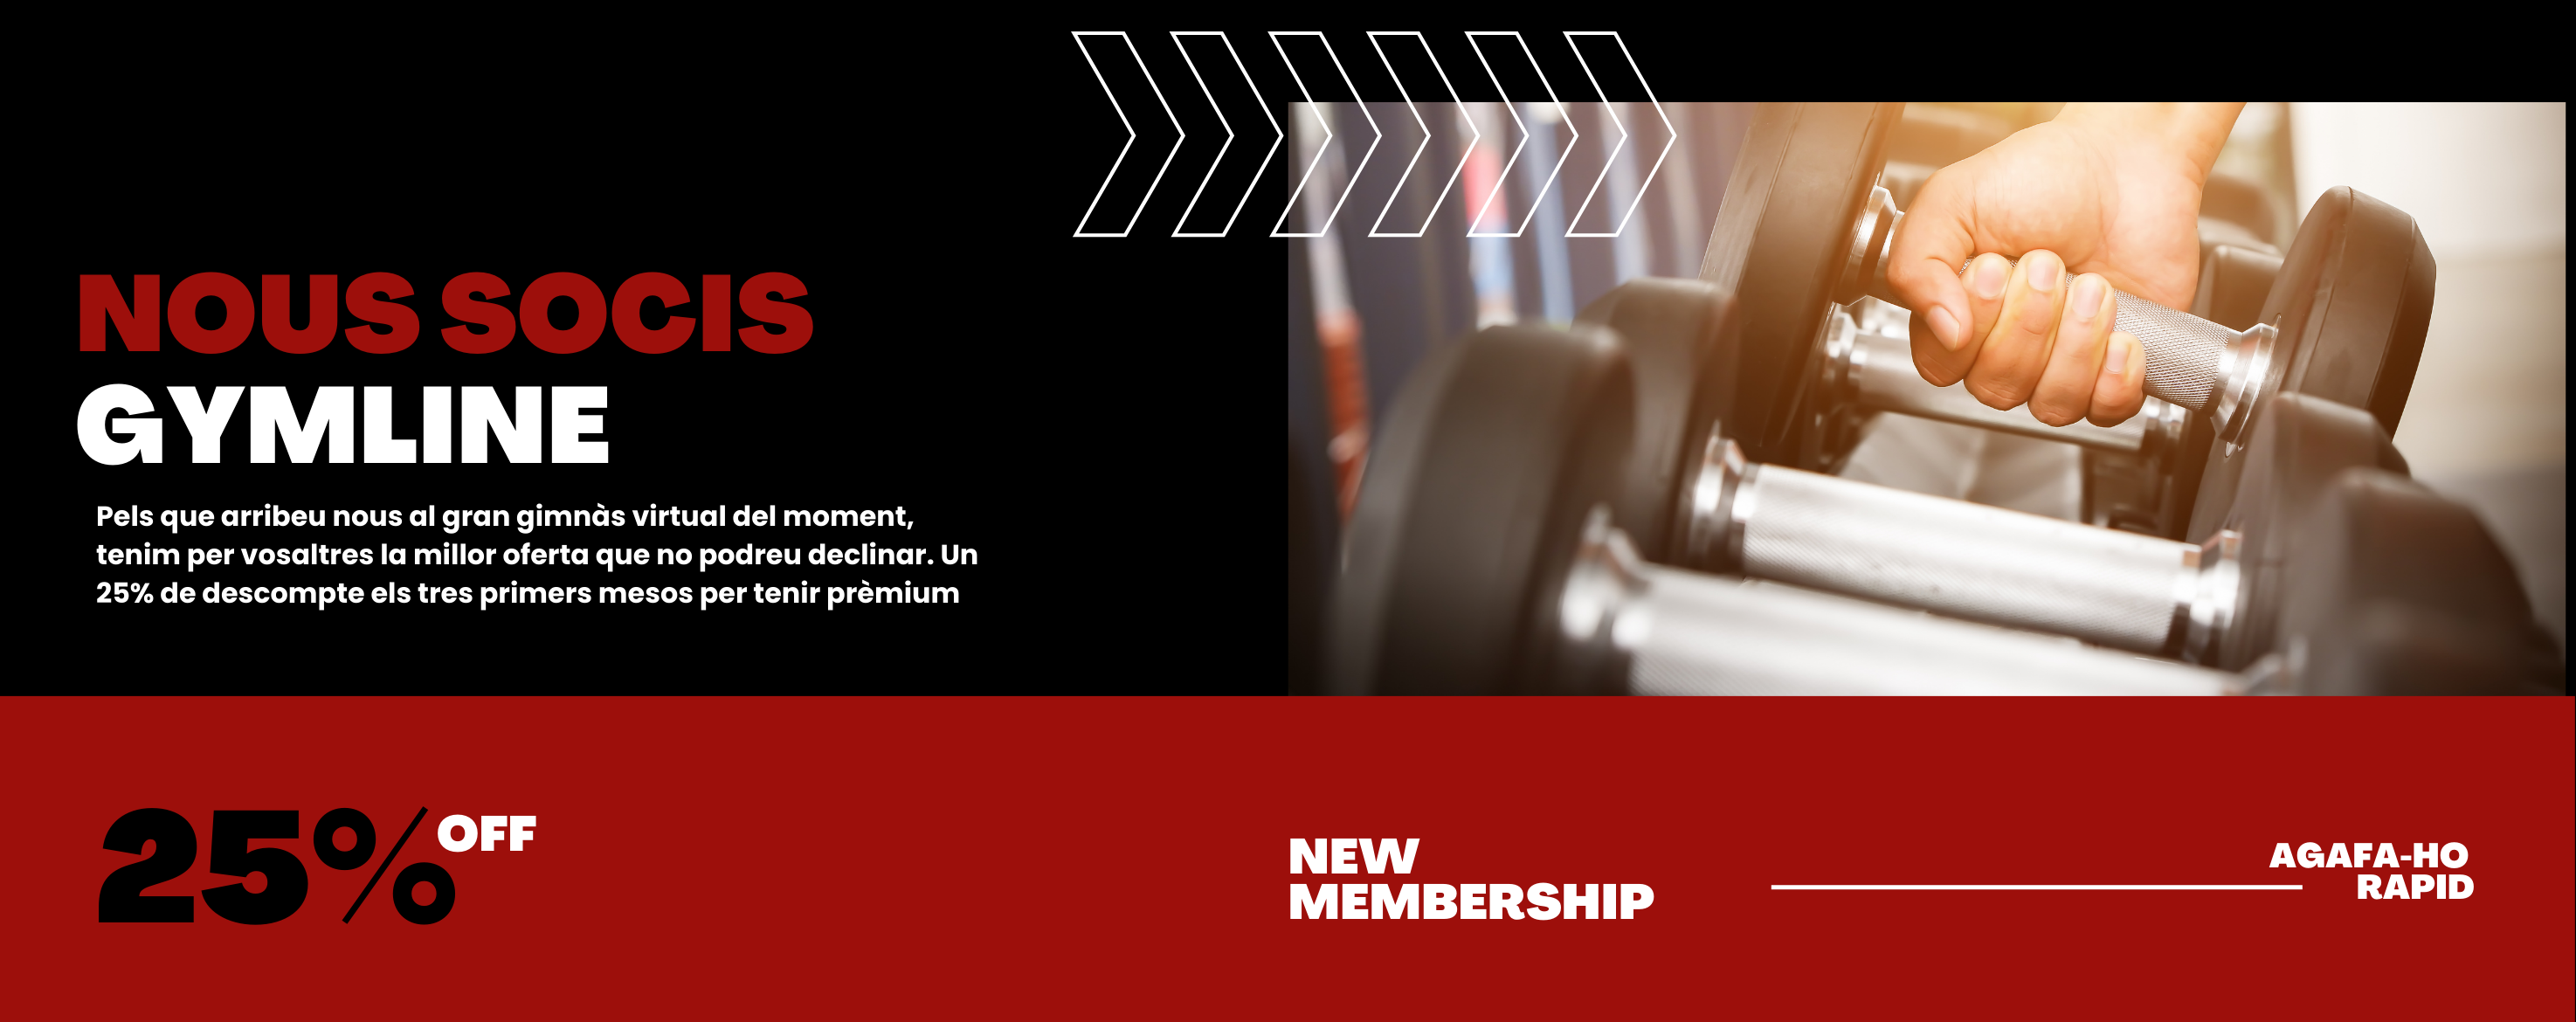 NOUS SOCIS
GYMLINE
Pels que arribeu nous al gran gimnàs virtual del moment,
tenim per vosaltres la millor oferta que no podreu declinar. Un
25% de descompte els tres primers mesos per tenir prèmium
25% OFF
NEW
MEMBERSHIP
AGAFA-HO
RAPID